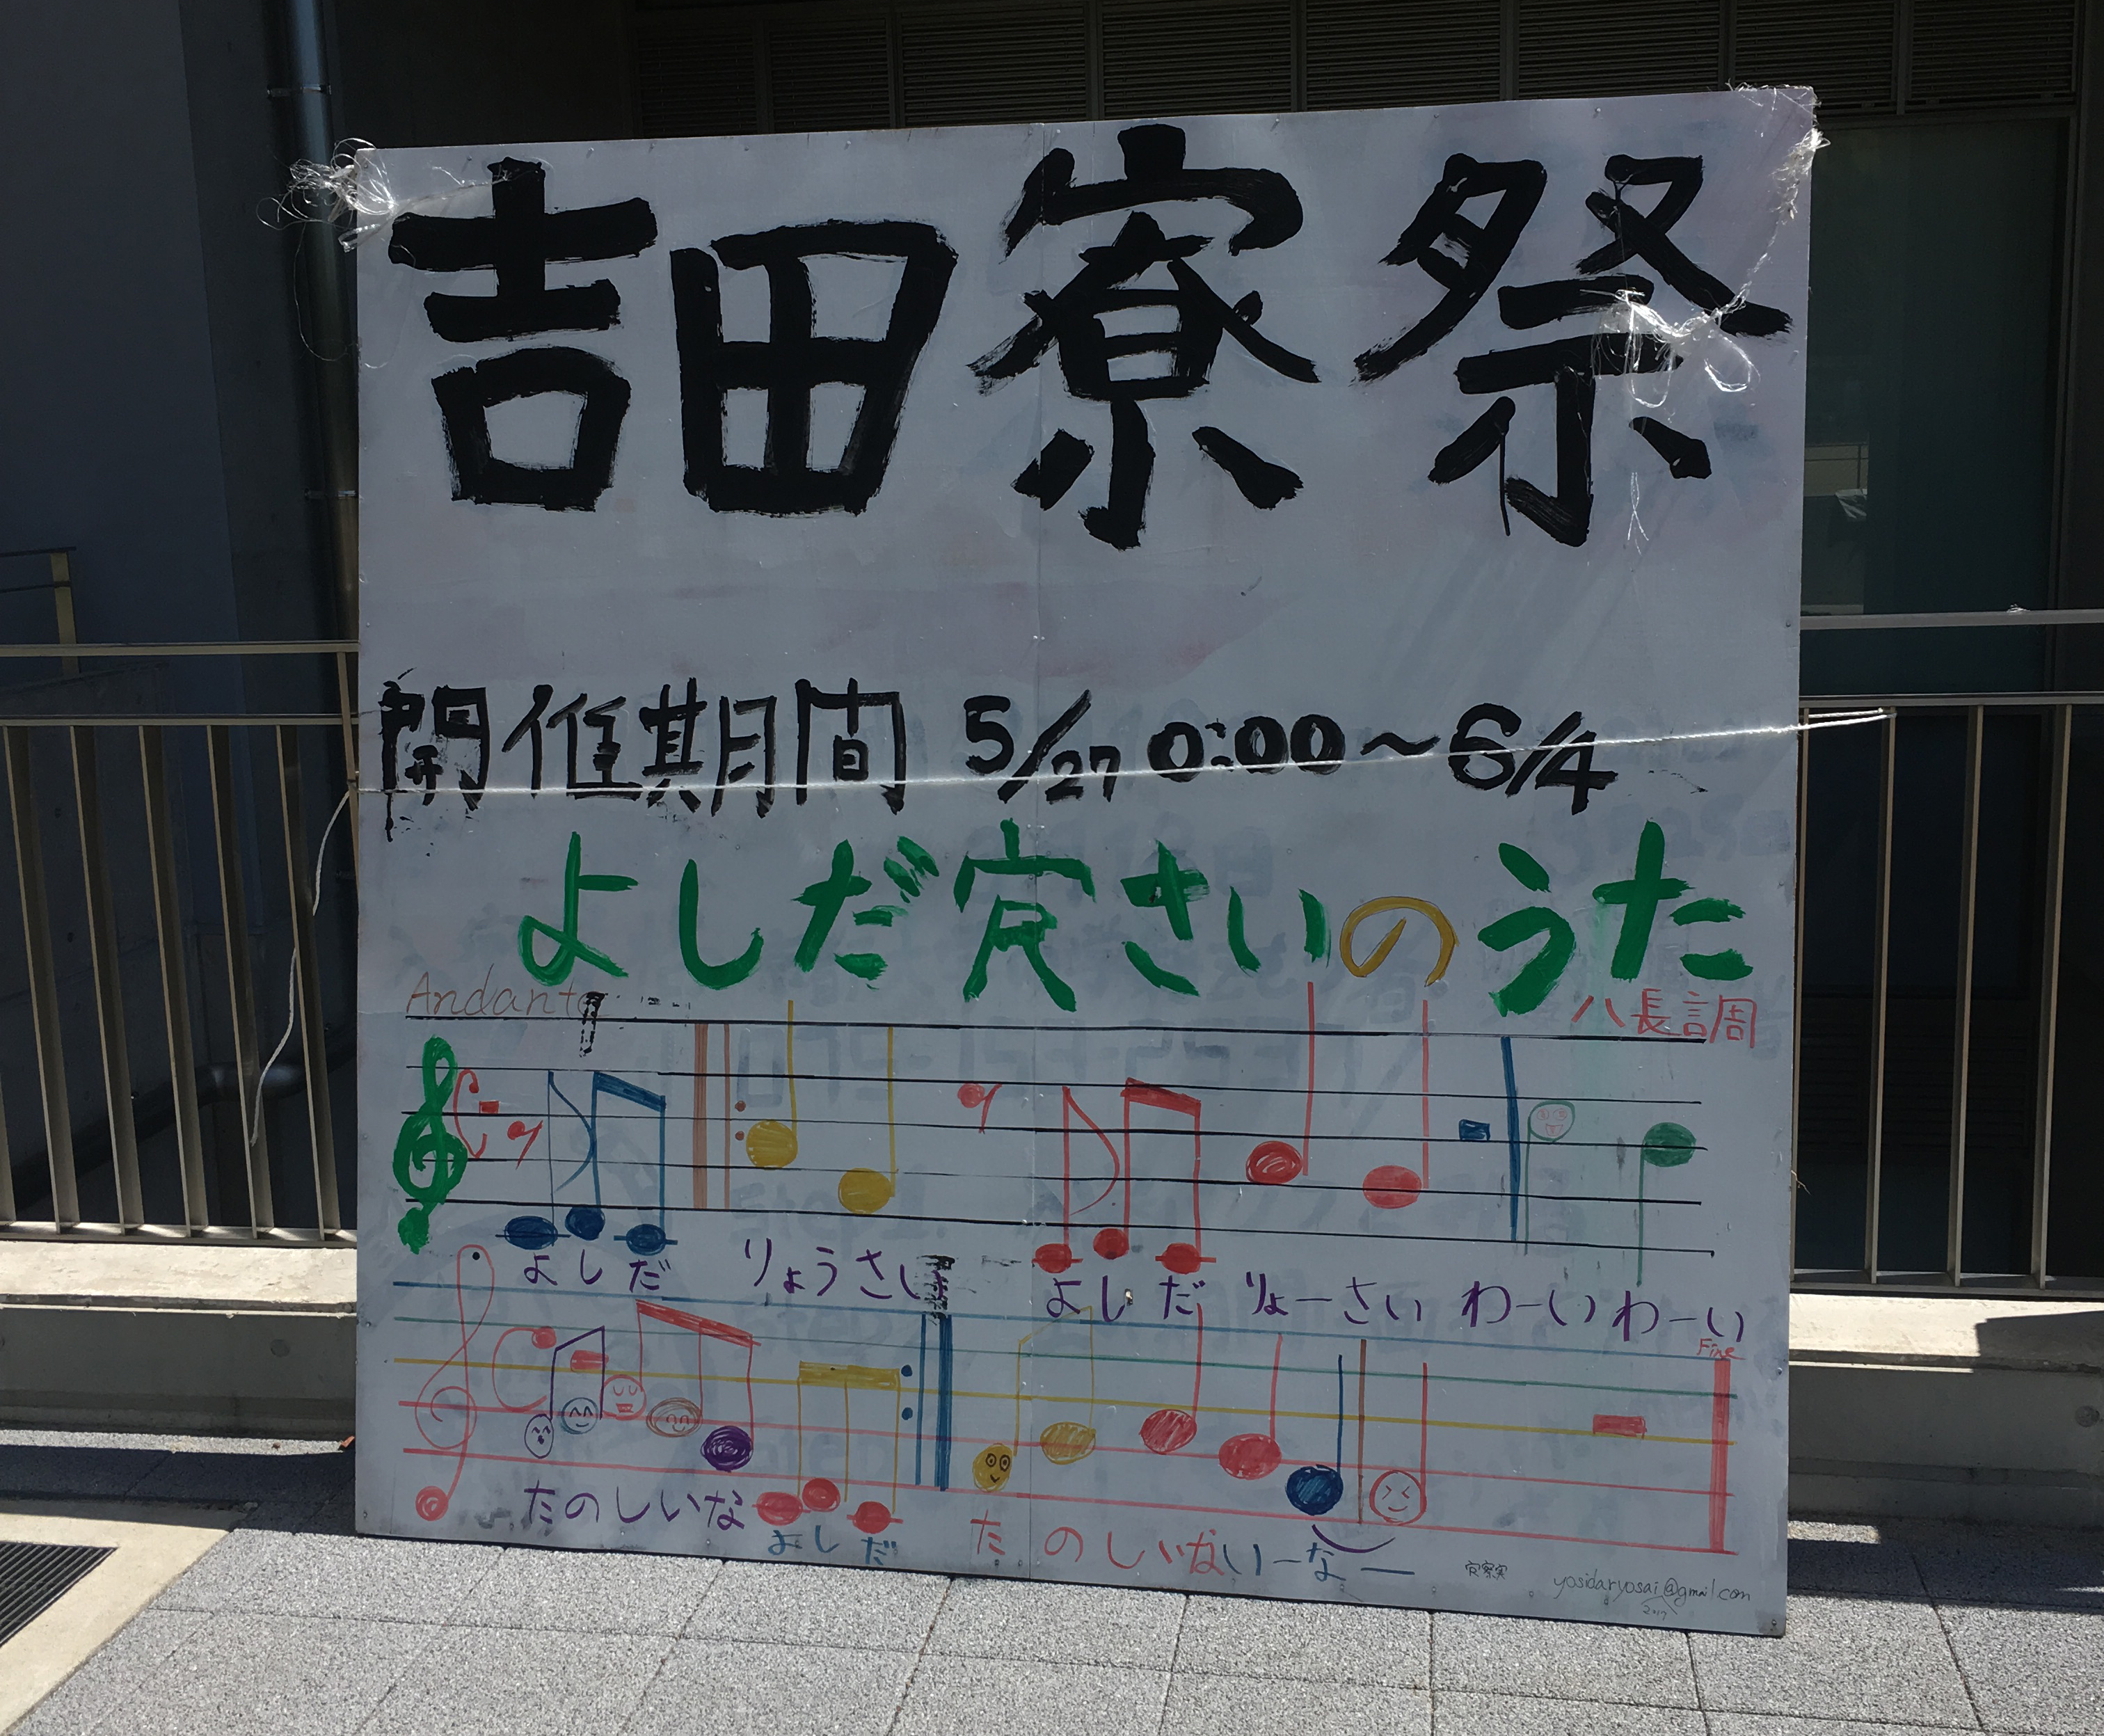 吉田寮祭
開催期間 5/27 0:00～6/4
よしだ寮さいのうた
Andante
ハ長調
よしだ りょうさい よしだ りょーさい わーいわーい
Fine
たのしいな よしだ たのしいないーなー
yosidaryosai@gmail.com